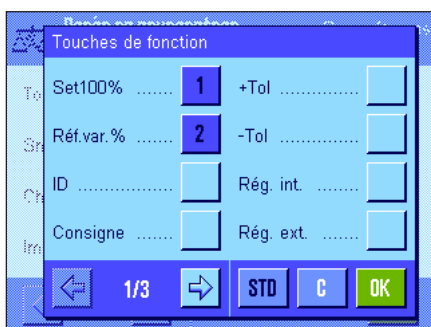 Touches de fonction
Set100% ....... 1
+Tol ...............
Réf.var.% ....... 2
-Tol ...............
ID ...................
Rég. int. .......
Consigne .......
Rég. ext. .......
1/3
STD
C
OK